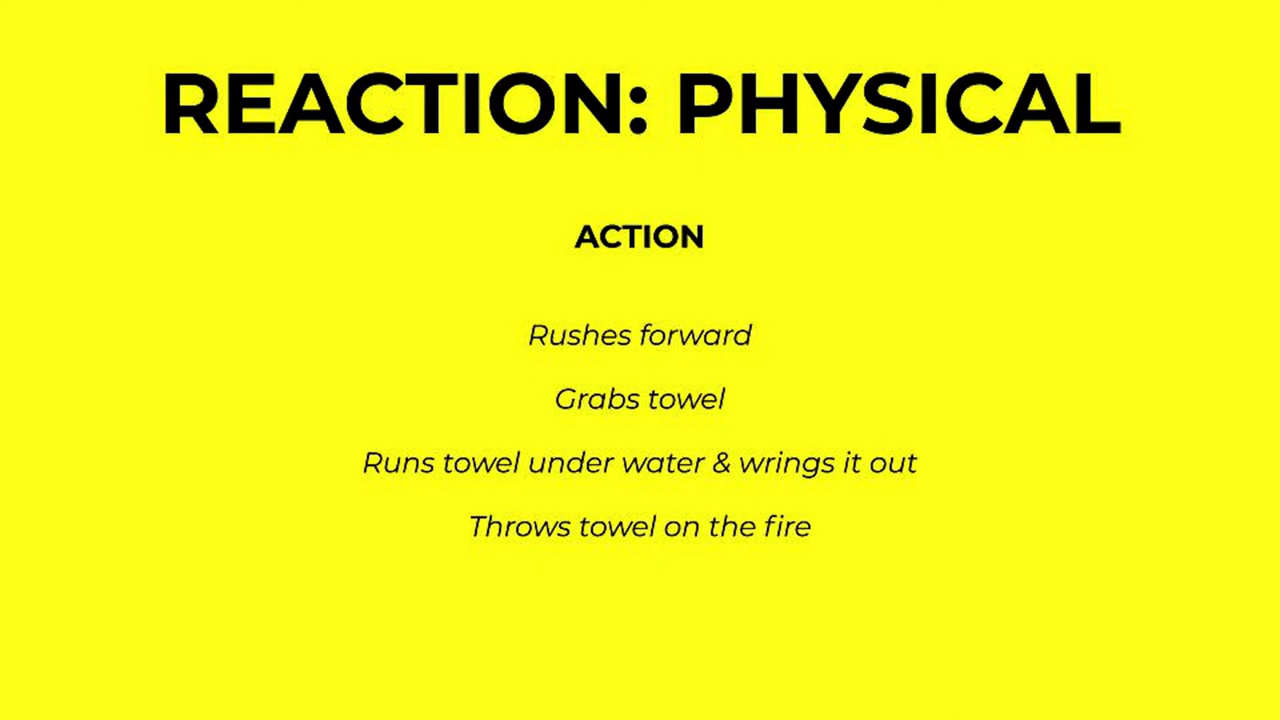 REACTION: PHYSICAL
ACTION
Rushes forward
Grabs towel
Runs towel under water & wrings it out
Throws towel on the fire